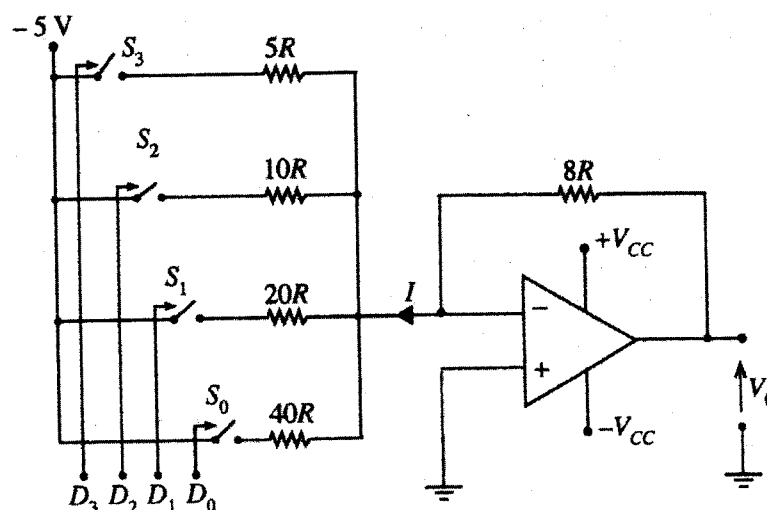 – 5 V
S3
5R
S2
10R
8R
+VCC
S1
20R
I
–
+
S0
40R
–VCC
D3 D2 D1 D0